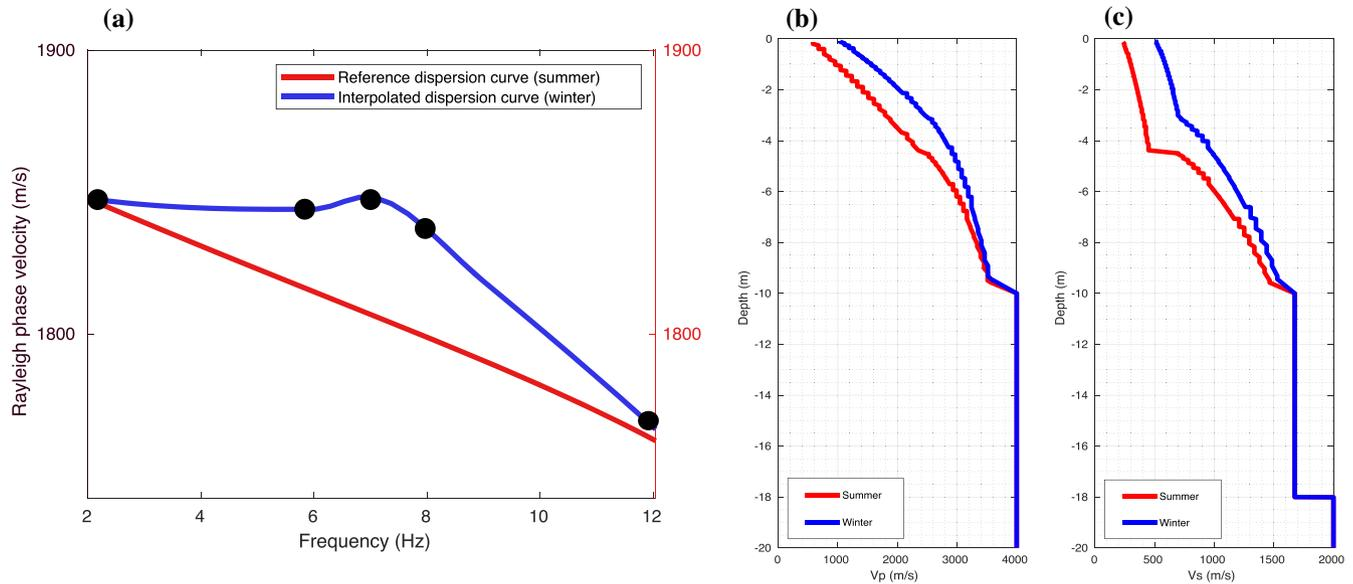 (a)
1900
1900
Reference dispersion curve (summer)
Interpolated dispersion curve (winter)
Rayleigh phase velocity (m/s)
1800
1800
2 4 6 8 10 12
Frequency (Hz)
(b)
0
-2
-4
-6
-8
-10
-12
-14
-16
-18
-20
Depth (m)
Summer
Winter
0 1000 2000 3000 4000
Vp (m/s)
(c)
0
-2
-4
-6
-8
-10
-12
-14
-16
-18
-20
Depth (m)
Summer
Winter
0 500 1000 1500 2000
Vs (m/s)